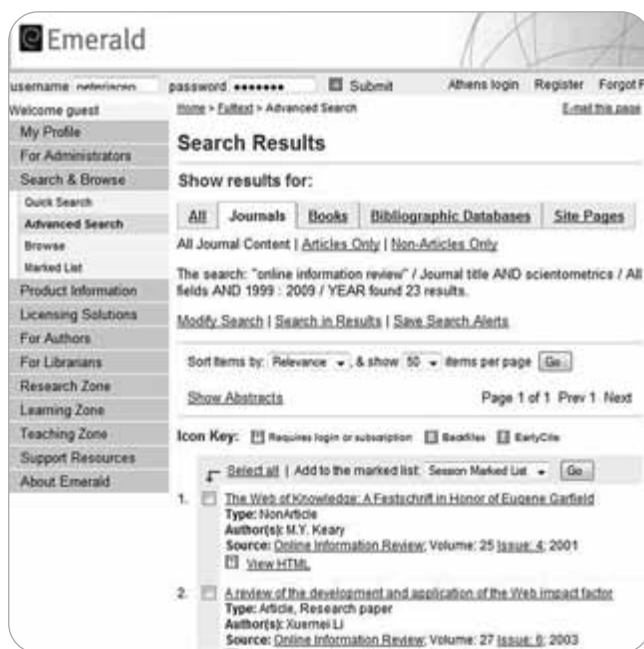 Emerald
username password ••••••• Submit Athens login Register Forgot P
Welcome guest
Home > Fulltext > Advanced Search
E-mail this page
My Profile
For Administrators
Search & Browse
Quick Search
Advanced Search
Browse
Marked List
Product Information
Licensing Solutions
For Authors
For Librarians
Research Zone
Learning Zone
Teaching Zone
Support Resources
About Emerald
Search Results
Show results for:
All Journals Books Bibliographic Databases Site Pages
All Journal Content | Articles Only | Non-Articles Only
The search: "online information review" / Journal title AND scientometrics / All
fields AND 1999 : 2009 / YEAR found 23 results.
Modify Search | Search in Results | Save Search Alerts
Sort items by: Relevance , & show 50 items per page Go
Show Abstracts Page 1 of 1 Prev 1 Next
Icon Key: Requires login or subscription Backfiles EarlyCite
Select all | Add to the marked list: Session Marked List Go
1. The Web of Knowledge: A Festschrift in Honor of Eugene Garfield
Type: NonArticle
Author(s): M.Y. Keary
Source: Online Information Review; Volume: 25 Issue: 4; 2001
View HTML
2. A review of the development and application of the Web impact factor
Type: Article, Research paper
Author(s): Xuemei Li
Source: Online Information Review; Volume: 27 Issue: 6; 2003